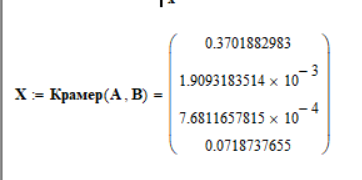 0.3701882983
1.9093183514 × 10⁻³
X := Крамер(A, B) =
7.6811657815 × 10⁻⁴
0.0718737655